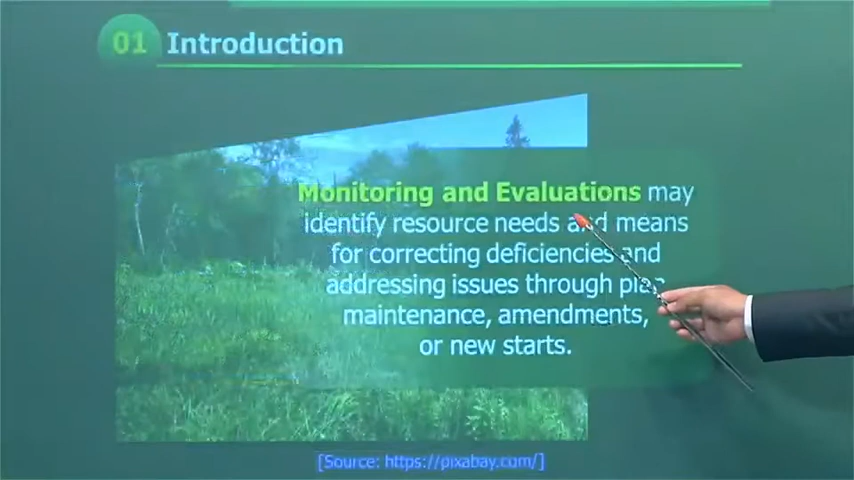 01 Introduction
Monitoring and Evaluations may
identify resource needs and means
for correcting deficiencies and
addressing issues through plan
maintenance, amendments,
or new starts.
[Source: https://pixabay.com/]